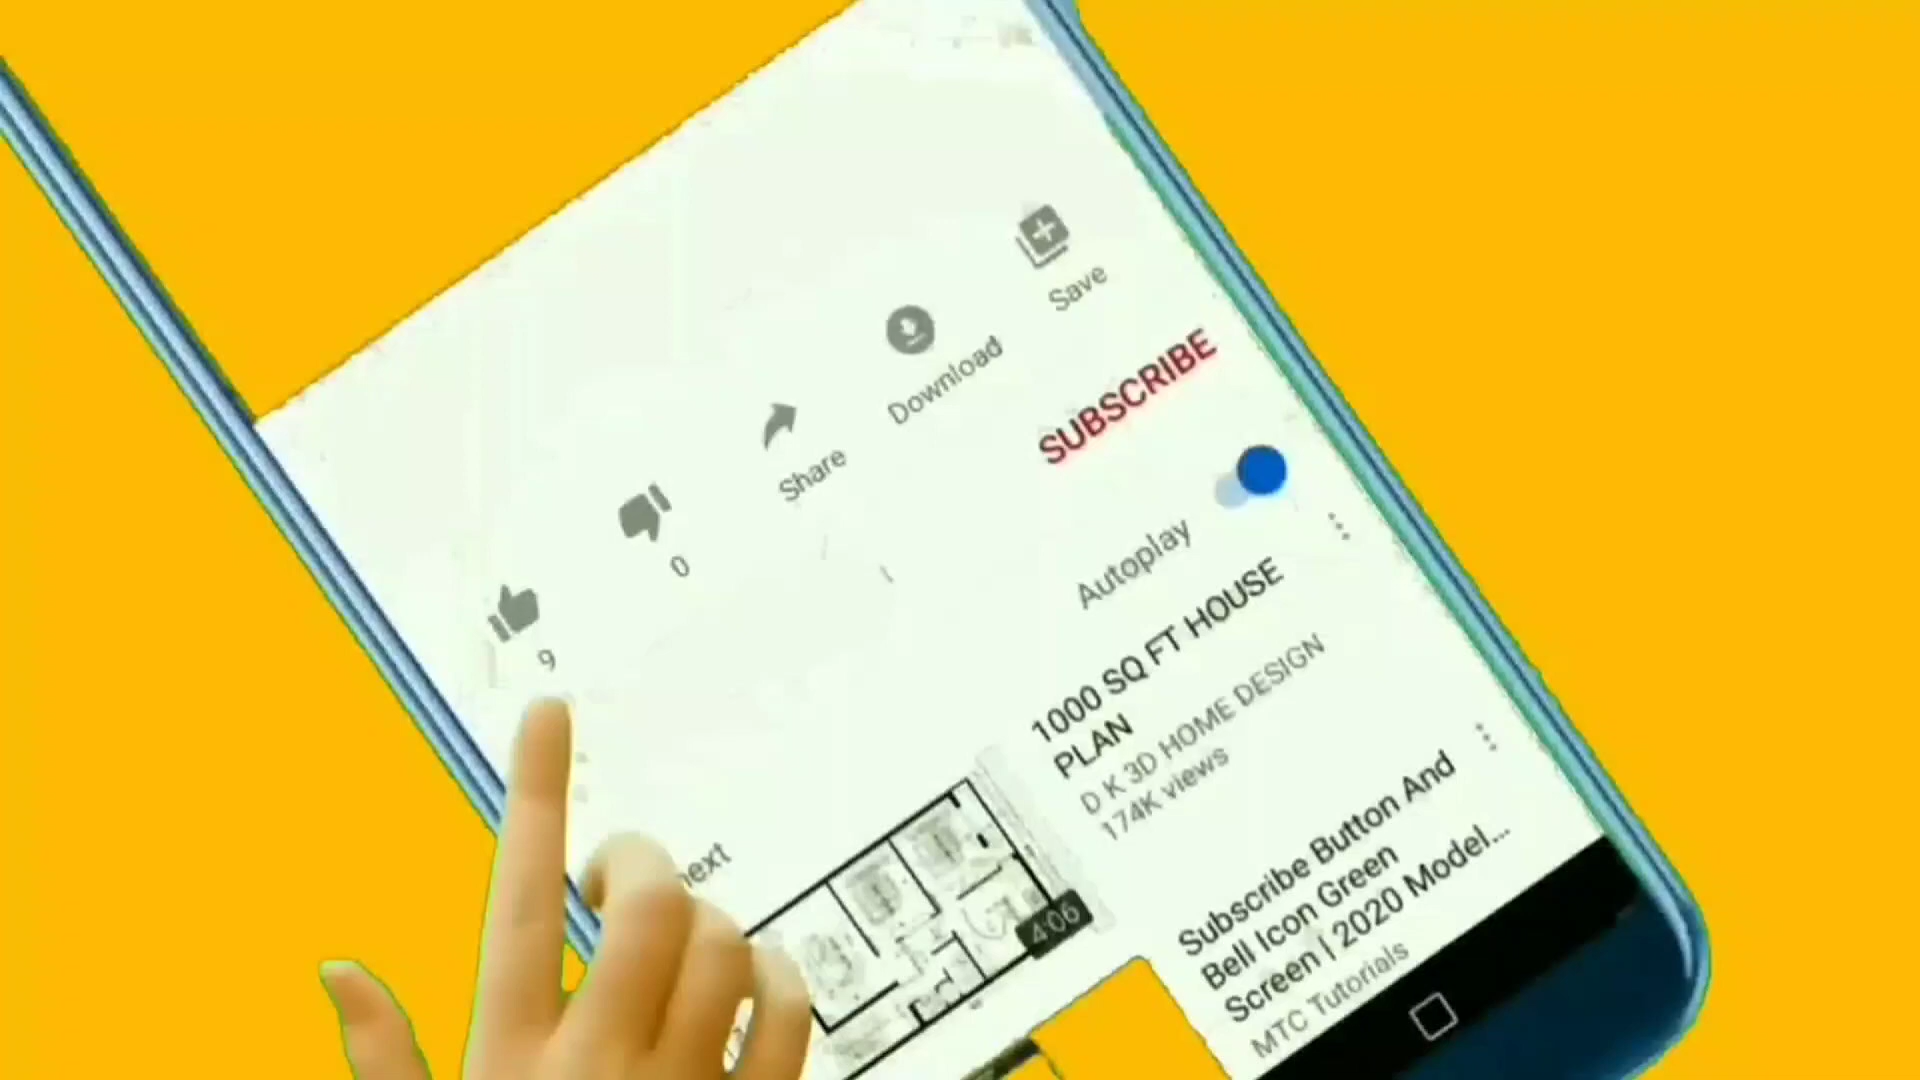 9
0
Share
Download
Save
SUBSCRIBE
Autoplay
1000 SQ FT HOUSE
PLAN
D K 3D HOME DESIGN
174K views
4:06
Subscribe Button And
Bell Icon Green
Screen | 2020 Model...
MTC Tutorials